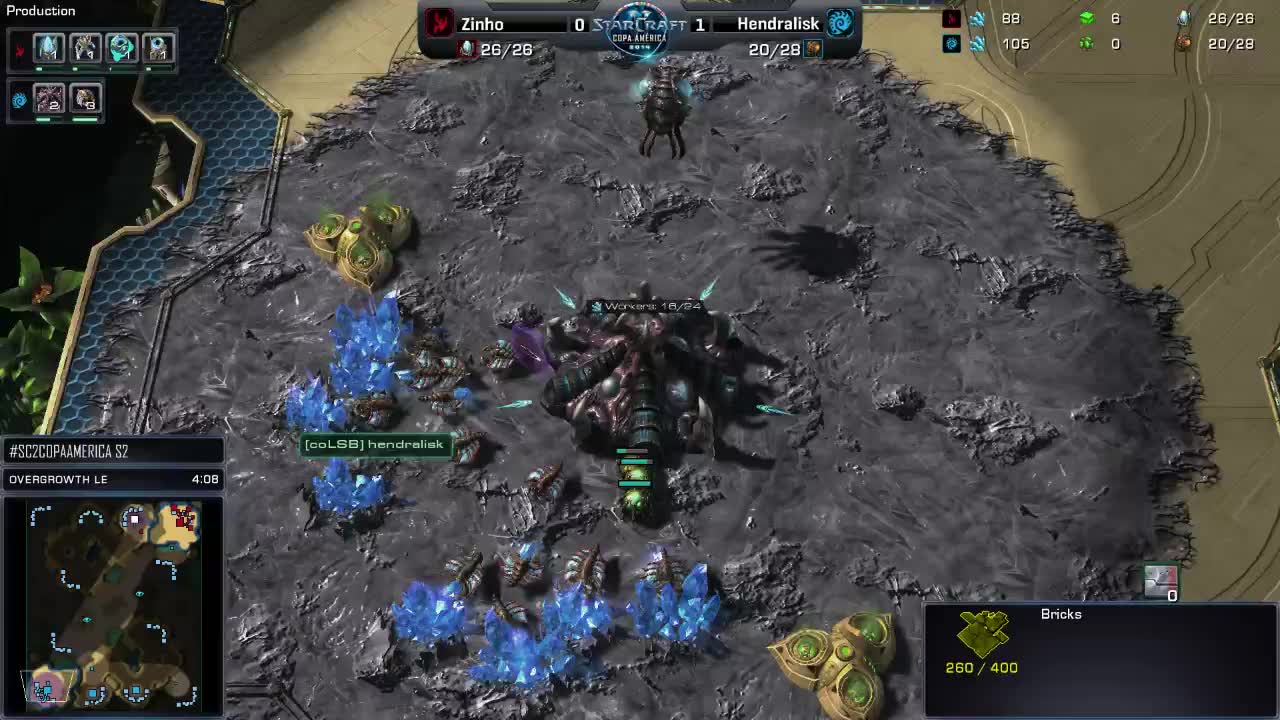 Production
Zinho 0 STARCRAFT 1 Hendralisk
COPA AMÉRICA
2014
26/26 20/28
88 6 26/26
105 0 20/28
2 3
Workers: 16/24
[coLSB] hendralisk
#SC2COPAAMERICA S2
OVERGROWTH LE 4:08
0
Bricks
260 / 400